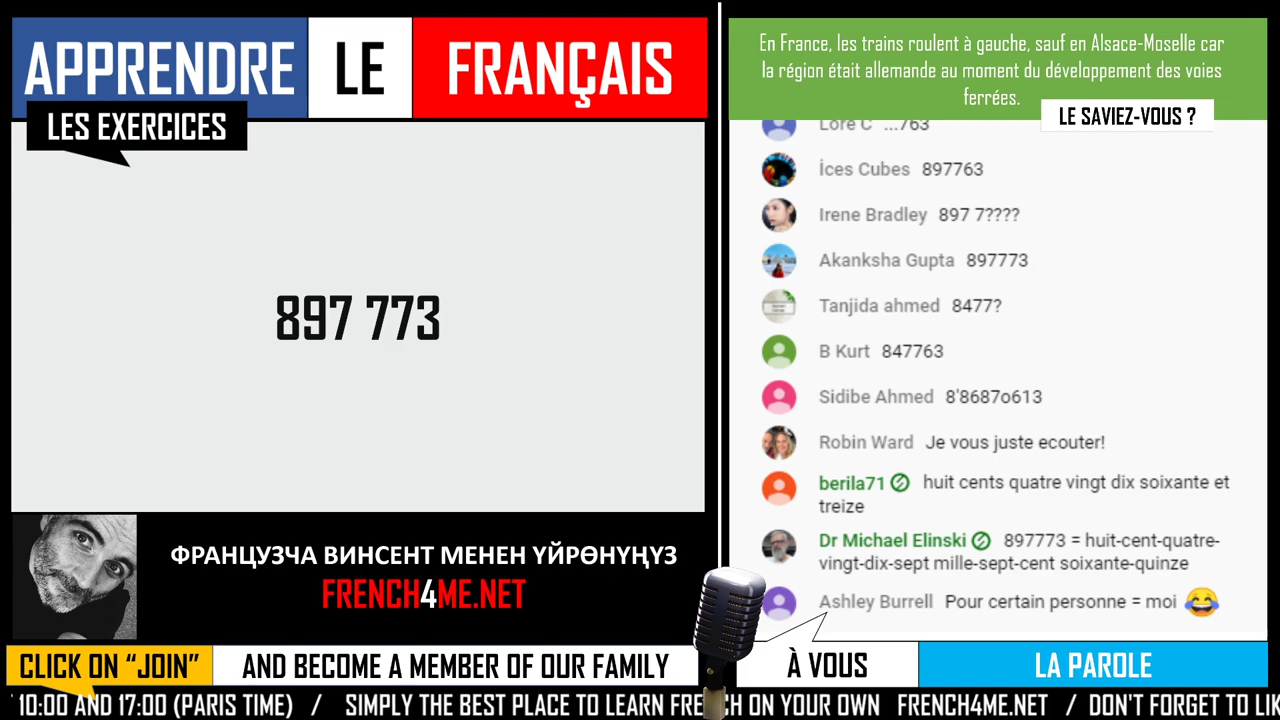 APPRENDRE LE FRANÇAIS
LES EXERCICES
897 773
ФРАНЦУЗЧА ВИНСЕНТ МЕНЕН ҮЙРӨНҮҢҮЗ
FRENCH4ME.NET
En France, les trains roulent à gauche, sauf en Alsace-Moselle car
la région était allemande au moment du développement des voies
ferrées.
LE SAVIEZ-VOUS ?
Lore C ...763
İces Cubes 897763
Irene Bradley 897 7????
Akanksha Gupta 897773
Tanjida ahmed 8477?
B Kurt 847763
Sidibe Ahmed 8'8687o613
Robin Ward Je vous juste ecouter!
berila71 huit cents quatre vingt dix soixante et
treize
Dr Michael Elinski 897773 = huit-cent-quatre-
vingt-dix-sept mille-sept-cent soixante-quinze
Ashley Burrell Pour certain personne = moi 😂
CLICK ON “JOIN” AND BECOME A MEMBER OF OUR FAMILY
À VOUS LA PAROLE
10:00 AND 17:00 (PARIS TIME) / SIMPLY THE BEST PLACE TO LEARN FRENCH ON YOUR OWN FRENCH4ME.NET / DON'T FORGET TO